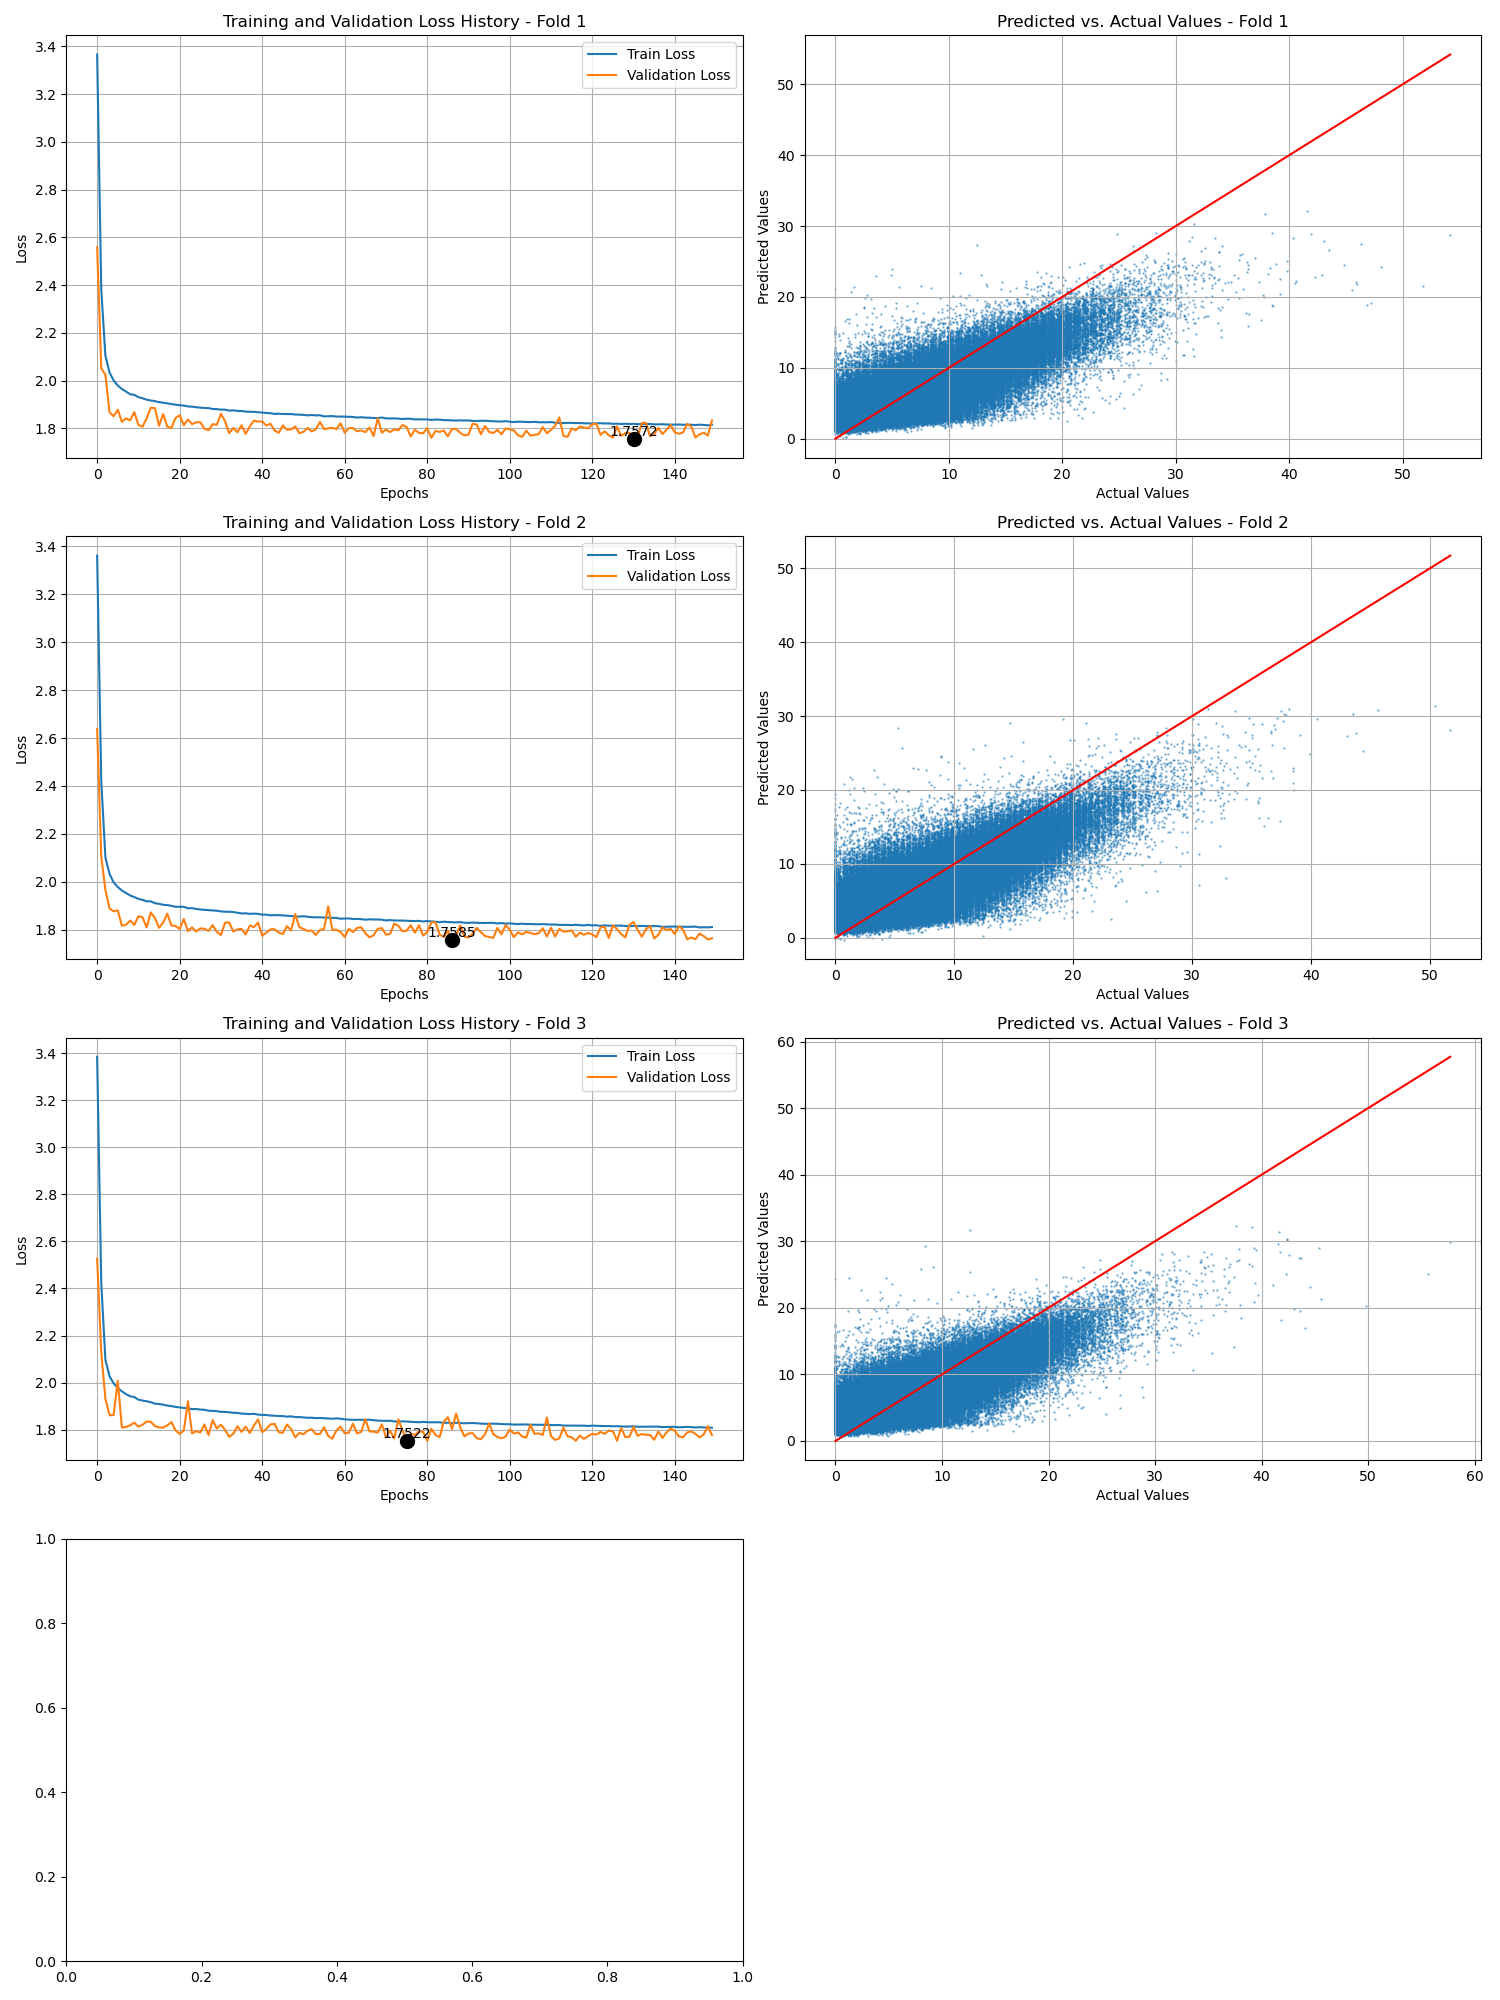 Training and Validation Loss History - Fold 1
3.4
3.2
3.0
2.8
2.6
2.4
2.2
2.0
1.8
Loss
Train Loss
Validation Loss
1.7572
0 20 40 60 80 100 120 140
Epochs
Predicted vs. Actual Values - Fold 1
50
40
30
20
10
0
Predicted Values
0 10 20 30 40 50
Actual Values
Training and Validation Loss History - Fold 2
3.4
3.2
3.0
2.8
2.6
2.4
2.2
2.0
1.8
Loss
Train Loss
Validation Loss
1.7585
0 20 40 60 80 100 120 140
Epochs
Predicted vs. Actual Values - Fold 2
50
40
30
20
10
0
Predicted Values
0 10 20 30 40 50
Actual Values
Training and Validation Loss History - Fold 3
3.4
3.2
3.0
2.8
2.6
2.4
2.2
2.0
1.8
Loss
Train Loss
Validation Loss
1.7522
0 20 40 60 80 100 120 140
Epochs
Predicted vs. Actual Values - Fold 3
60
50
40
30
20
10
0
Predicted Values
0 10 20 30 40 50 60
Actual Values
1.0
0.8
0.6
0.4
0.2
0.0
0.0 0.2 0.4 0.6 0.8 1.0